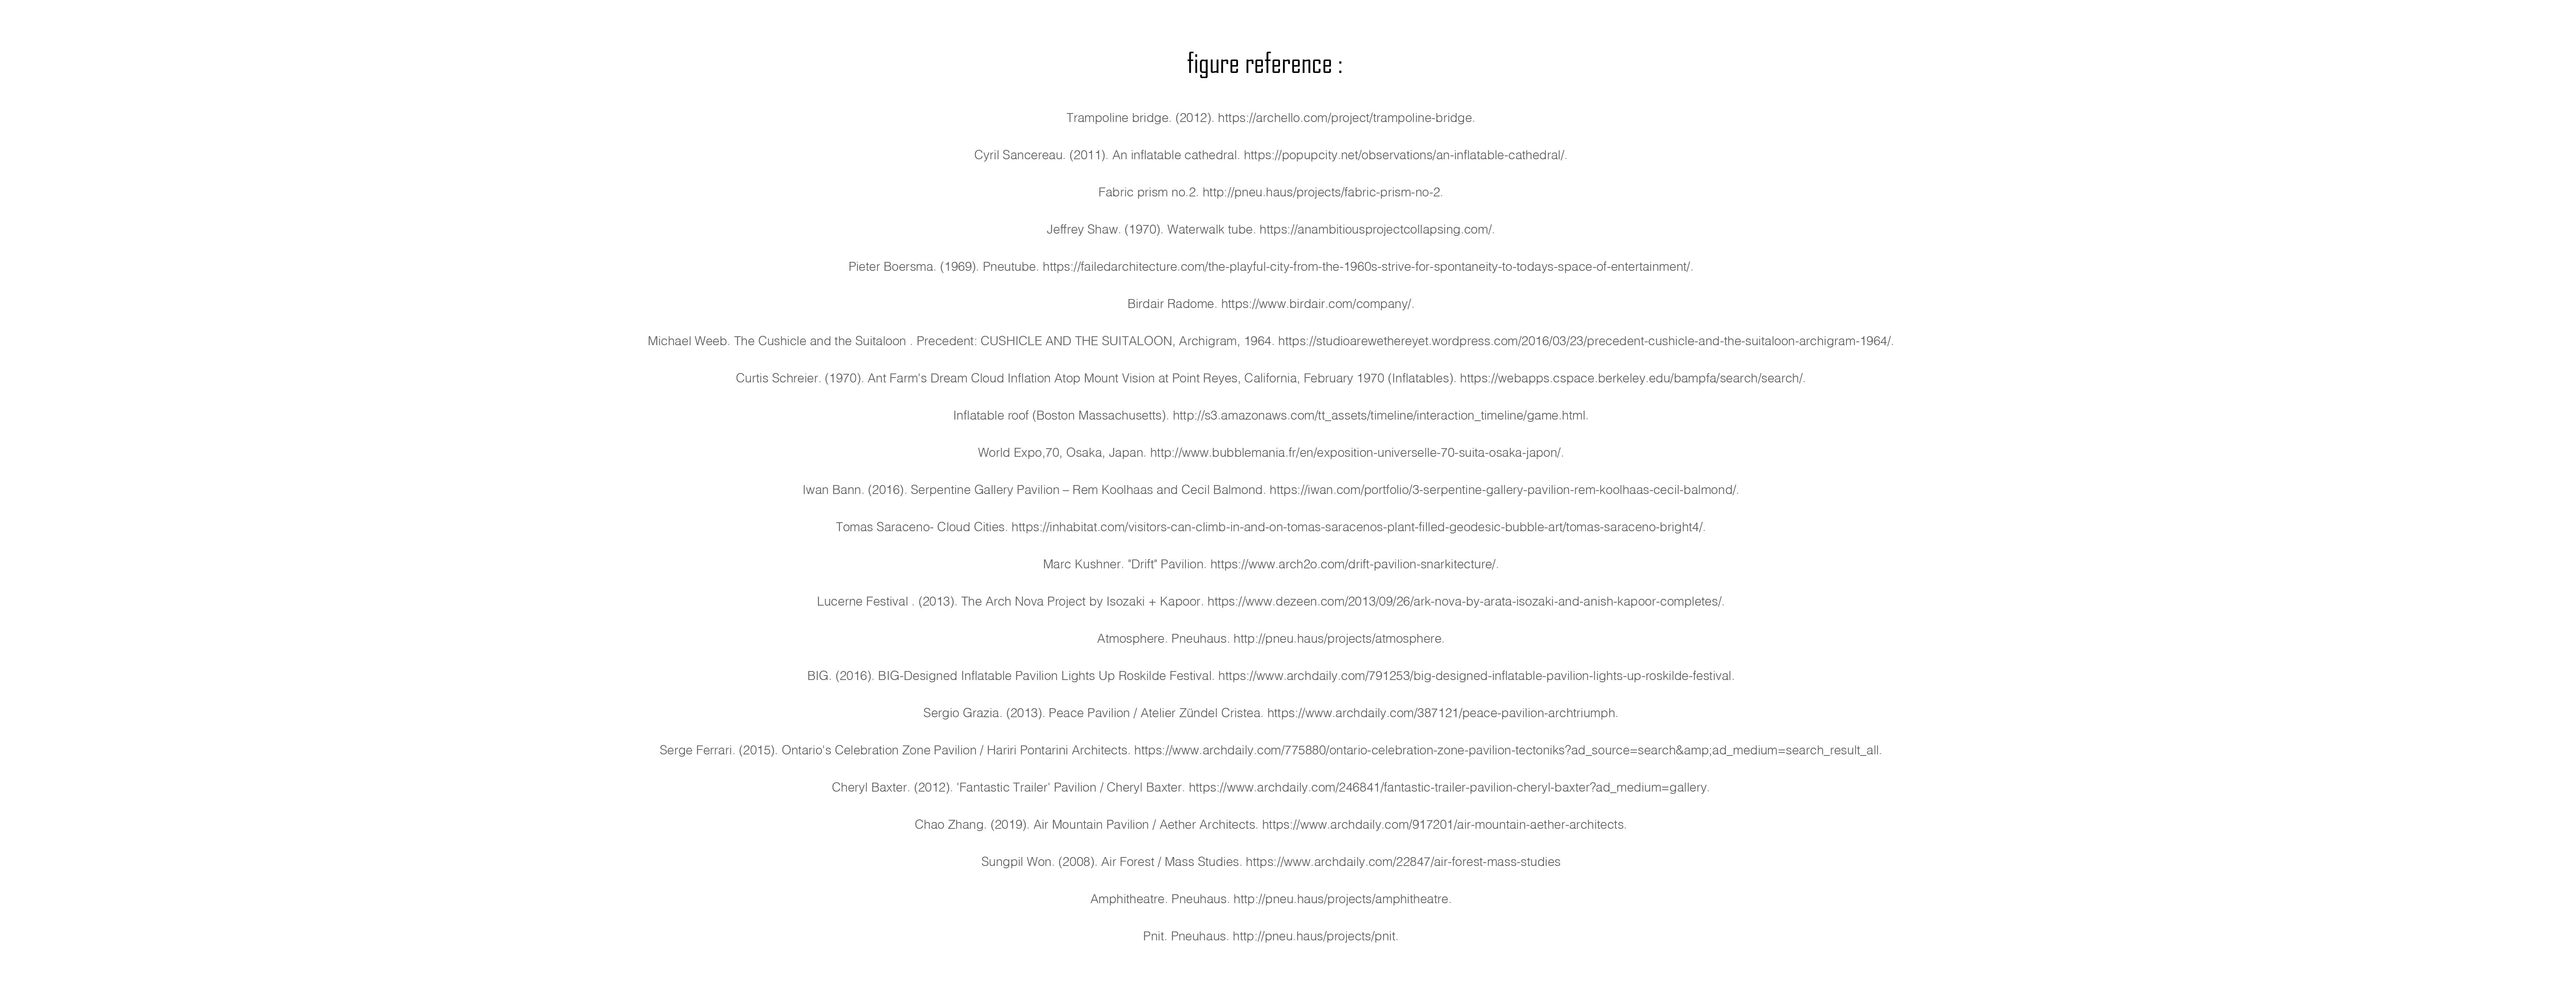 figure reference :
Trampoline bridge. (2012). https://archello.com/project/trampoline-bridge.
Cyril Sancereau. (2011). An inflatable cathedral. https://popupcity.net/observations/an-inflatable-cathedral/.
Fabric prism no.2. http://pneu.haus/projects/fabric-prism-no-2.
Jeffrey Shaw. (1970). Waterwalk tube. https://anambitiousprojectcollapsing.com/.
Pieter Boersma. (1969). Pneutube. https://failedarchitecture.com/the-playful-city-from-the-1960s-strive-for-spontaneity-to-todays-space-of-entertainment/.
Birdair Radome. https://www.birdair.com/company/.
Michael Weeb. The Cushicle and the Suitaloon . Precedent: CUSHICLE AND THE SUITALOON, Archigram, 1964. https://studioarewethereyet.wordpress.com/2016/03/23/precedent-cushicle-and-the-suitaloon-archigram-1964/.
Curtis Schreier. (1970). Ant Farm's Dream Cloud Inflation Atop Mount Vision at Point Reyes, California, February 1970 (Inflatables). https://webapps.cspace.berkeley.edu/bampfa/search/search/.
Inflatable roof (Boston Massachusetts). http://s3.amazonaws.com/tt_assets/timeline/interaction_timeline/game.html.
World Expo,70, Osaka, Japan. http://www.bubblemania.fr/en/exposition-universelle-70-suita-osaka-japon/.
Iwan Bann. (2016). Serpentine Gallery Pavilion – Rem Koolhaas and Cecil Balmond. https://iwan.com/portfolio/3-serpentine-gallery-pavilion-rem-koolhaas-cecil-balmond/.
Tomas Saraceno- Cloud Cities. https://inhabitat.com/visitors-can-climb-in-and-on-tomas-saracenos-plant-filled-geodesic-bubble-art/tomas-saraceno-bright4/.
Marc Kushner. "Drift" Pavilion. https://www.arch2o.com/drift-pavilion-snarkitecture/.
Lucerne Festival . (2013). The Arch Nova Project by Isozaki + Kapoor. https://www.dezeen.com/2013/09/26/ark-nova-by-arata-isozaki-and-anish-kapoor-completes/.
Atmosphere. Pneuhaus. http://pneu.haus/projects/atmosphere.
BIG. (2016). BIG-Designed Inflatable Pavilion Lights Up Roskilde Festival. https://www.archdaily.com/791253/big-designed-inflatable-pavilion-lights-up-roskilde-festival.
Sergio Grazia. (2013). Peace Pavilion / Atelier Zündel Cristea. https://www.archdaily.com/387121/peace-pavilion-archtriumph.
Serge Ferrari. (2015). Ontario's Celebration Zone Pavilion / Hariri Pontarini Architects. https://www.archdaily.com/775880/ontario-celebration-zone-pavilion-tectoniks?ad_source=search&amp;ad_medium=search_result_all.
Cheryl Baxter. (2012). 'Fantastic Trailer' Pavilion / Cheryl Baxter. https://www.archdaily.com/246841/fantastic-trailer-pavilion-cheryl-baxter?ad_medium=gallery.
Chao Zhang. (2019). Air Mountain Pavilion / Aether Architects. https://www.archdaily.com/917201/air-mountain-aether-architects.
Sungpil Won. (2008). Air Forest / Mass Studies. https://www.archdaily.com/22847/air-forest-mass-studies
Amphitheatre. Pneuhaus. http://pneu.haus/projects/amphitheatre.
Pnit. Pneuhaus. http://pneu.haus/projects/pnit.